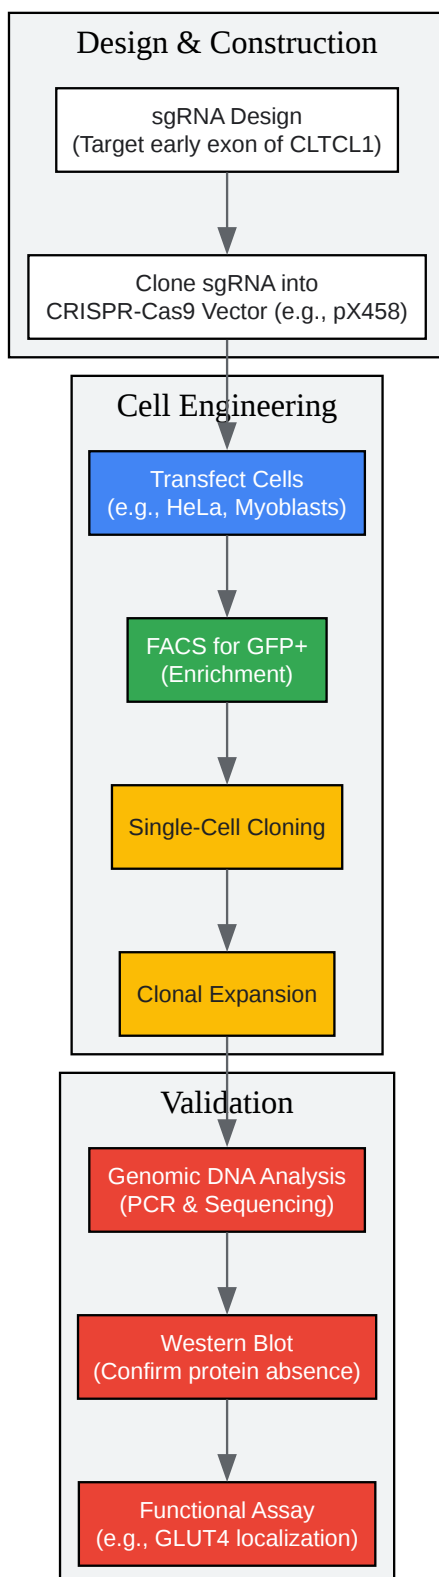 Design & Construction
sgRNA Design
(Target early exon of CLTCL1)
Clone sgRNA into
CRISPR-Cas9 Vector (e.g., pX458)
Cell Engineering
Transfect Cells
(e.g., HeLa, Myoblasts)
FACS for GFP+
(Enrichment)
Single-Cell Cloning
Clonal Expansion
Validation
Genomic DNA Analysis
(PCR & Sequencing)
Western Blot
(Confirm protein absence)
Functional Assay
(e.g., GLUT4 localization)